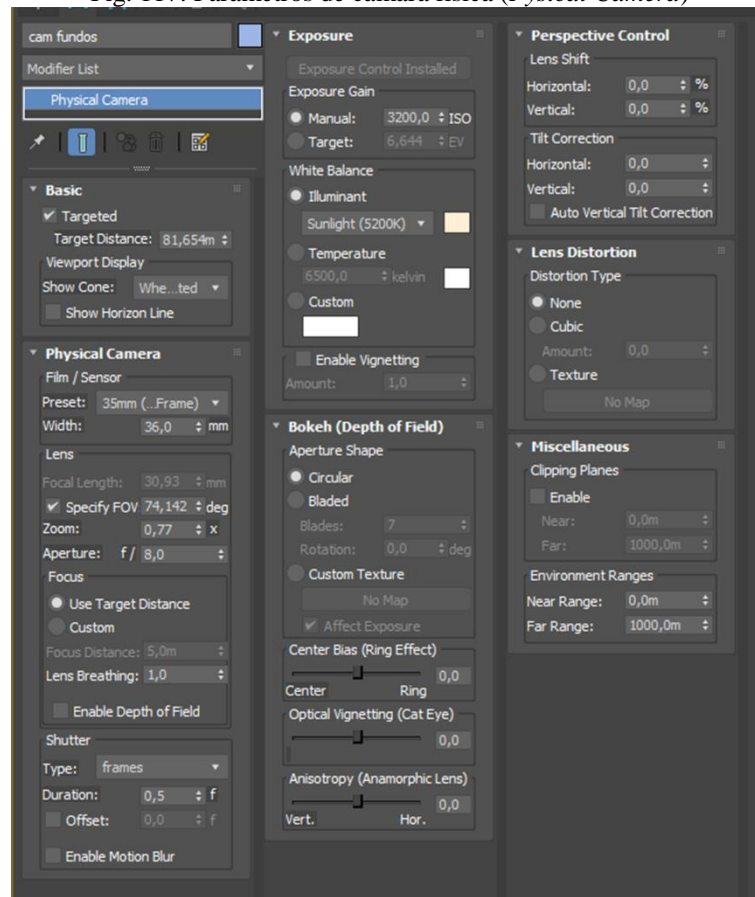 Fig. 117: Parâmetros de câmara física (Pysical Camera)
cam fundos
Modifier List
Physical Camera
Basic
Targeted
Target Distance: 81,654m
Viewport Display
Show Cone: Whe...ted
Show Horizon Line
Physical Camera
Film / Sensor
Preset: 35mm (...Frame)
Width: 36,0 mm
Lens
Focal Length: 30,93 mm
Specify FOV 74,142 deg
Zoom: 0,77 x
Aperture: f/ 8,0
Focus
Use Target Distance
Custom
Focus Distance: 5,0m
Lens Breathing: 1,0
Enable Depth of Field
Shutter
Type: frames
Duration: 0,5 f
Offset: 0,0 f
Enable Motion Blur
Exposure
Exposure Control Installed
Exposure Gain
Manual: 3200,0 ISO
Target: 6,644 EV
White Balance
Illuminant
Sunlight (5200K)
Temperature
6500,0 kelvin
Custom
Enable Vignetting
Amount: 1,0
Bokeh (Depth of Field)
Aperture Shape
Circular
Bladed
Blades: 7
Rotation: 0,0 deg
Custom Texture
No Map
Affect Exposure
Center Bias (Ring Effect)
0,0
Center Ring
Optical Vignetting (Cat Eye)
0,0
Anisotropy (Anamorphic Lens)
0,0
Vert. Hor.
Perspective Control
Lens Shift
Horizontal: 0,0 %
Vertical: 0,0 %
Tilt Correction
Horizontal: 0,0
Vertical: 0,0
Auto Vertical Tilt Correction
Lens Distortion
Distortion Type
None
Cubic
Amount: 0,0
Texture
No Map
Miscellaneous
Clipping Planes
Enable
Near: 0,0m
Far: 1000,0m
Environment Ranges
Near Range: 0,0m
Far Range: 1000,0m